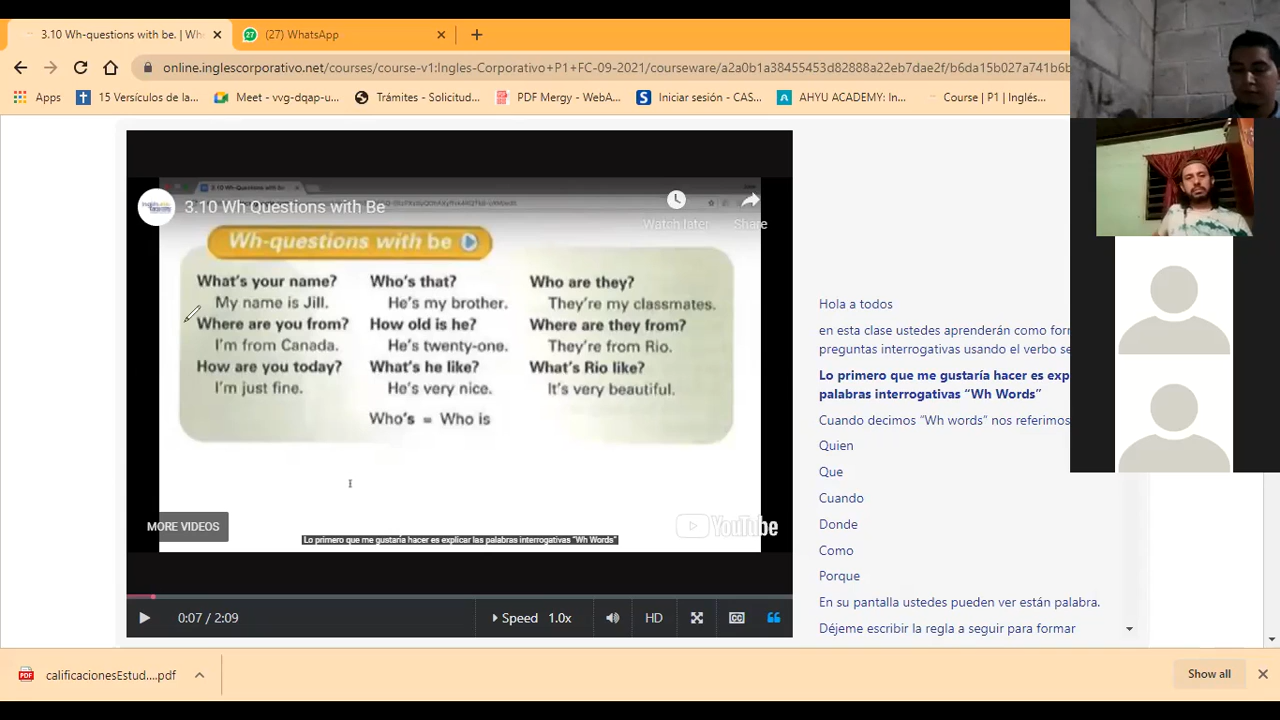 3.10 Wh-questions with be. | Wh
(27) WhatsApp
online.inglescorporativo.net/courses/course-v1:Ingles-Corporativo+P1+FC-09-2021/courseware/a2a0b1a38455453d82888a22eb7dae2f/b6da15b027a741b6b
Apps
15 Versículos de la...
Meet - vvg-dqap-u...
Trámites - Solicitud...
PDF Mergy - WebA...
Iniciar sesión - CAS...
AHYU ACADEMY: In...
Course | P1 | Inglés...
3.10 Wh-Questions with Be
3.10 Wh Questions with Be
Watch later
Share
Wh-questions with be
What's your name?
My name is Jill.
Where are you from?
I'm from Canada.
How are you today?
I'm just fine.
Who's that?
He's my brother.
How old is he?
He's twenty-one.
What's he like?
He's very nice.
Who's = Who is
Who are they?
They're my classmates.
Where are they from?
They're from Rio.
What's Rio like?
It's very beautiful.
MORE VIDEOS
YouTube
Lo primero que me gustaría hacer es explicar las palabras interrogativas “Wh Words”
0:07 / 2:09
Speed 1.0x
HD
Hola a todos
en esta clase ustedes aprenderán como for
preguntas interrogativas usando el verbo se
Lo primero que me gustaría hacer es exp
palabras interrogativas “Wh Words”
Cuando decimos “Wh words” nos referimos
Quien
Que
Cuando
Donde
Como
Porque
En su pantalla ustedes pueden ver están palabra.
Déjeme escribir la regla a seguir para formar
calificacionesEstud....pdf
Show all